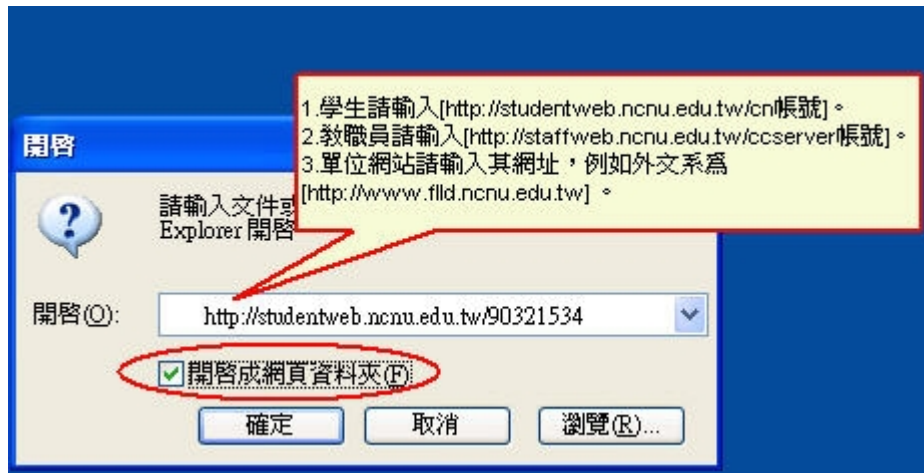 1.學生請輸入[http://studentweb.ncnu.edu.tw/cn帳號]。
2.教職員請輸入[http://staffweb.ncnu.edu.tw/ccserver帳號]。
3.單位網站請輸入其網址，例如外文系為
[http://www.flld.ncnu.edu.tw] 。
開啟
請輸入文件或
Explorer 開啟
開啟(O):
http://studentweb.ncnu.edu.tw/90321534
開啟成網頁資料夾(F)
確定
取消
瀏覽(R)...